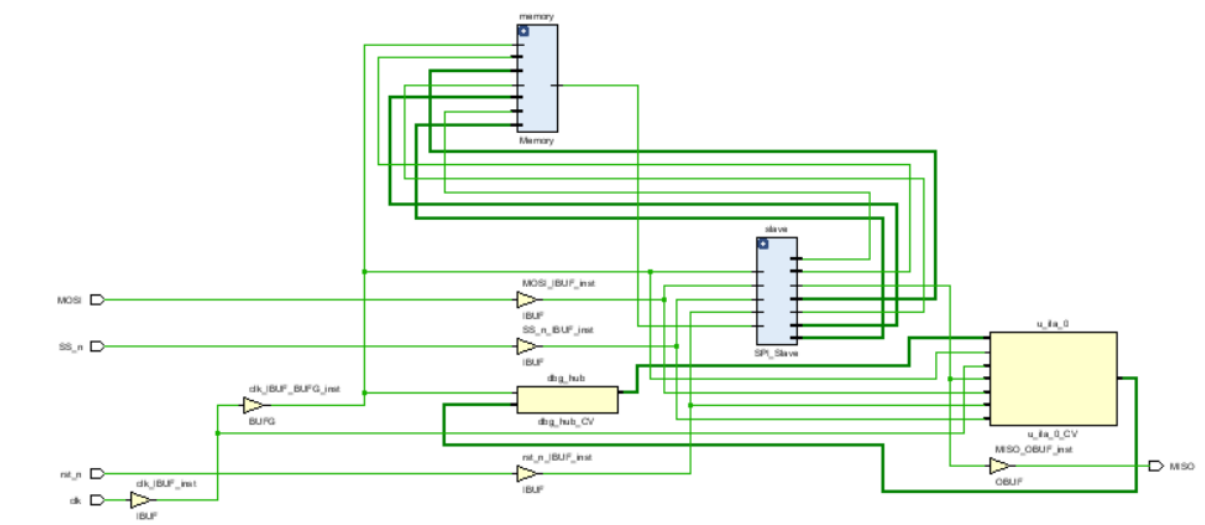 memory
Memory
slave
SPI_Slave
MOSI
MOSI_IBUF_inst
IBUF
SS_n
SS_n_IBUF_inst
IBUF
u_ila_0
u_ila_0_CV
dbg_hub
dbg_hub_CV
clk_IBUF_BUFG_inst
BUFG
MISO_OBUF_inst
OBUF
MISO
rst_n
rst_n_IBUF_inst
IBUF
clk
clk_IBUF_inst
IBUF